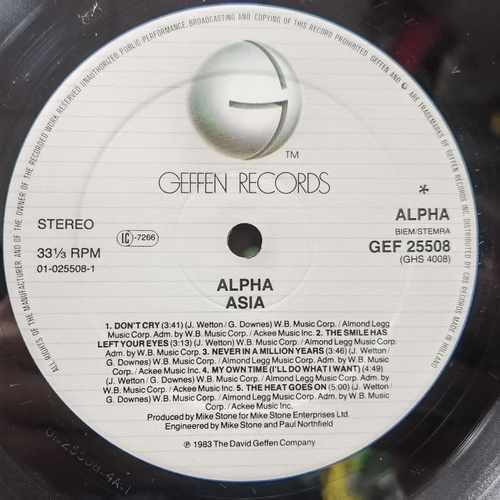 ALL RIGHTS OF THE MANUFACTURER AND OF THE OWNER OF THE RECORDED WORK RESERVED UNAUTHORIZED PUBLIC PERFORMANCE, BROADCASTING AND COPYING OF THIS RECORD PROHIBITED. GEFFEN AND G ARE TRADEMARKS OF GEFFEN RECORDS INC. DISTRIBUTED BY CBS RECORDS MADE IN HOLLAND
G
TM
GEFFEN RECORDS
STEREO
LC-7266
*
ALPHA
BIEM/STEMRA
33⅓ RPM
GEF 25508
01-025508-1
(GHS 4008)
ALPHA
ASIA
1. DON'T CRY (3:41) (J. Wetton / G. Downes) W.B. Music Corp. / Almond Legg
Music Corp. Adm. by W.B. Music Corp. / Ackee Music Inc. 2. THE SMILE HAS
LEFT YOUR EYES (3:13) (J. Wetton) W.B. Music Corp. / Almond Legg Music Corp.
Adm. by W.B. Music Corp. 3. NEVER IN A MILLION YEARS (3:46) (J. Wetton /
G. Downes) W.B. Music Corp. / Almond Legg Music Corp. Adm. by W.B. Music Corp.
/ Ackee Music Inc. 4. MY OWN TIME (I'LL DO WHAT I WANT) (4:49)
(J. Wetton / G. Downes) W.B. Music Corp. / Almond Legg Music Corp. Adm. by W.B.
Music Corp. / Ackee Music Inc. 5. THE HEAT GOES ON (5.00) (J. Wetton /
G. Downes) W.B. Music Corp. / Almond Legg Music Corp. Adm. by W.B. Music Corp. /
Ackee Music Inc.
Produced by Mike Stone for Mike Stone Enterprises Ltd.
Engineered by Mike Stone and Paul Northfield
℗ 1983 The David Geffen Company